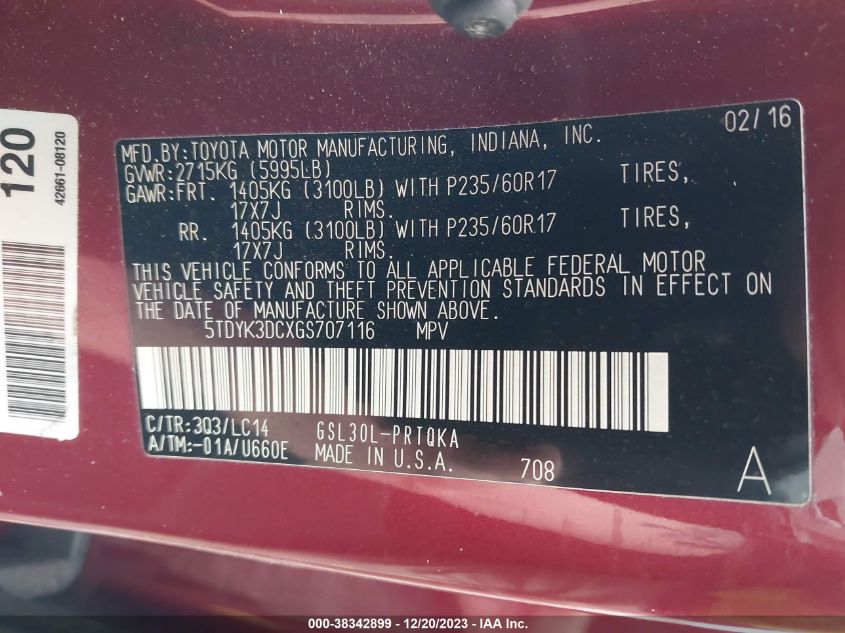 120
42661-08120
02/16
MFD.BY:TOYOTA MOTOR MANUFACTURING, INDIANA, INC.
GVWR:2715KG (5995LB)
GAWR:FRT. 1405KG (3100LB) WITH P235/60R17 TIRES,
17X7J RIMS.
RR. 1405KG (3100LB) WITH P235/60R17 TIRES,
17X7J RIMS.
THIS VEHICLE CONFORMS TO ALL APPLICABLE FEDERAL MOTOR
VEHICLE SAFETY AND THEFT PREVENTION STANDARDS IN EFFECT ON
THE DATE OF MANUFACTURE SHOWN ABOVE.
5TDYK3DCXGS707116 MPV
C/TR:3Q3/LC14 GSL30L-PRTQKA
A/TM:-01A/U660E MADE IN U.S.A. 708
A
000-38342899 - 12/20/2023 - IAA Inc.